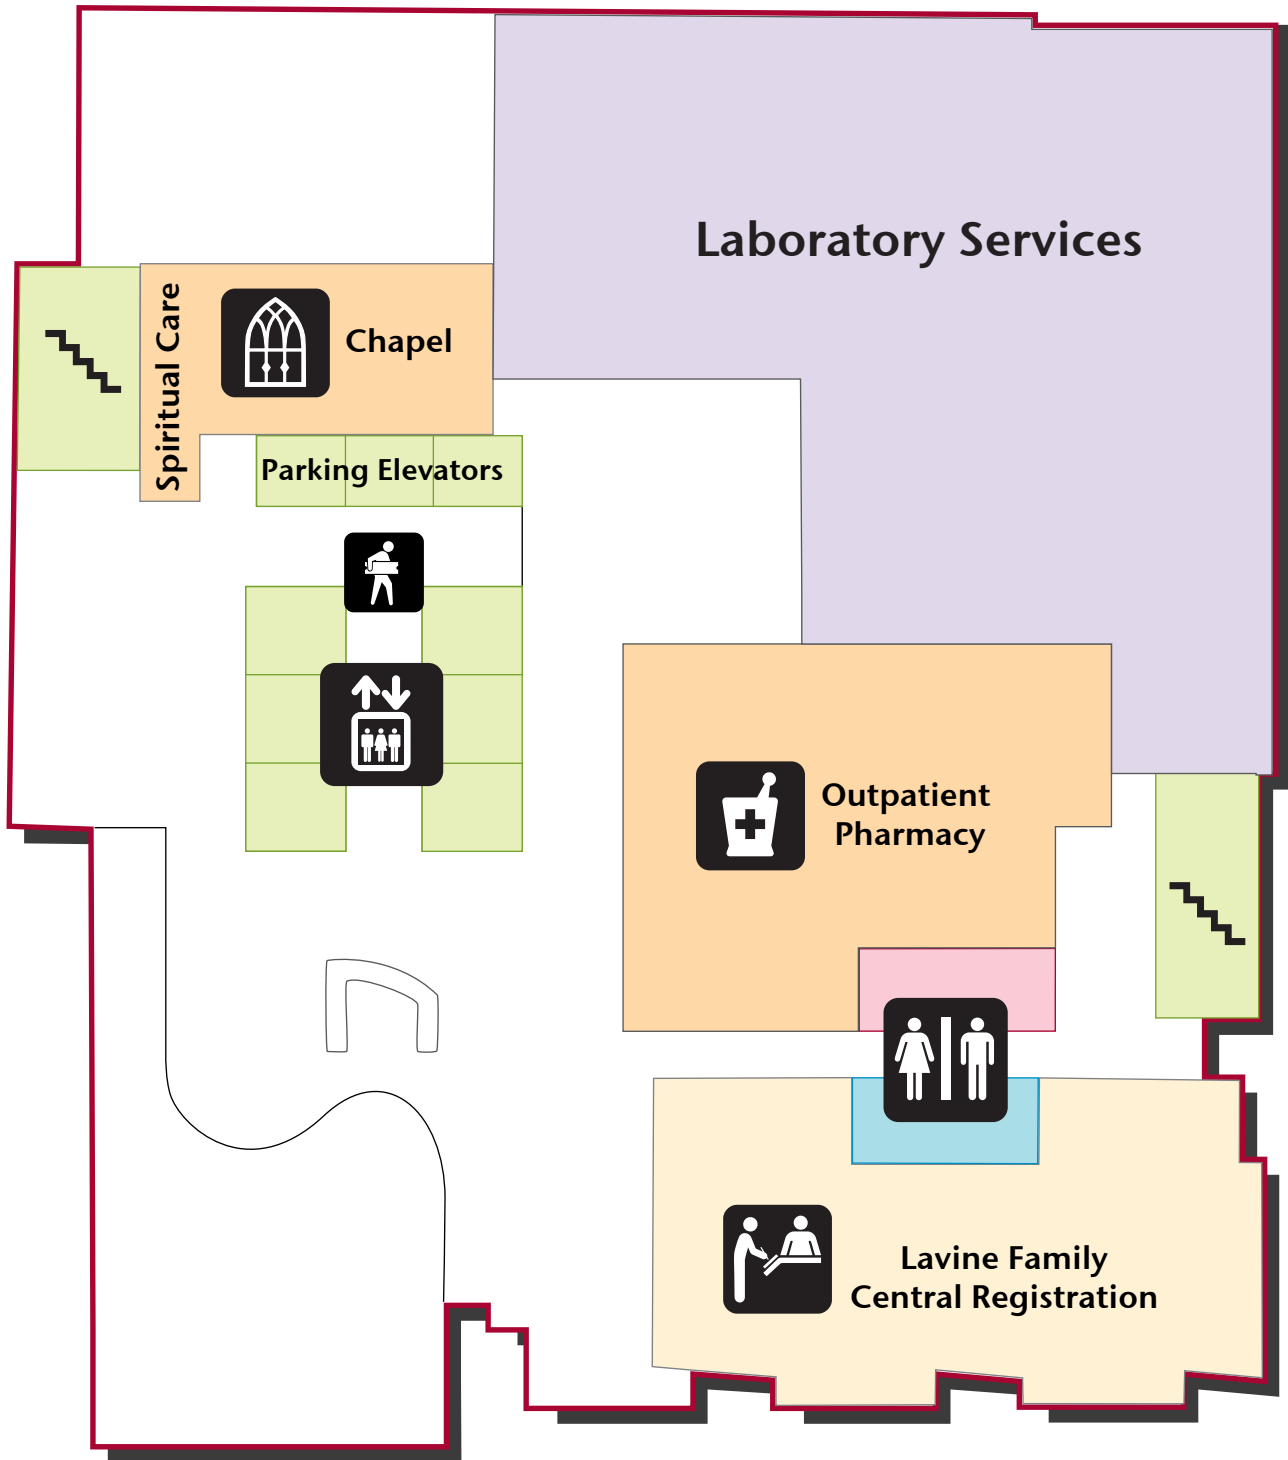 Laboratory Services
Spiritual Care
Chapel
Parking Elevators
Outpatient
Pharmacy
Lavine Family
Central Registration